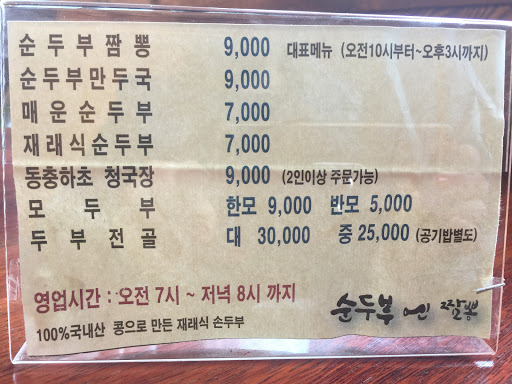 순두부짬뽕 9,000 대표메뉴 (오전10시부터~오후3시까지)
순두부만두국 9,000
매운순두부 7,000
재래식순두부 7,000
동충하초 청국장 9,000 (2인이상 주문가능)
모두부 한모 9,000 반모 5,000
두부전골 대 30,000 중 25,000 (공기밥별도)
영업시간 : 오전 7시 ~ 저녁 8시 까지
순두부 엔 짬뽕
100%국내산 콩으로 만든 재래식 손두부